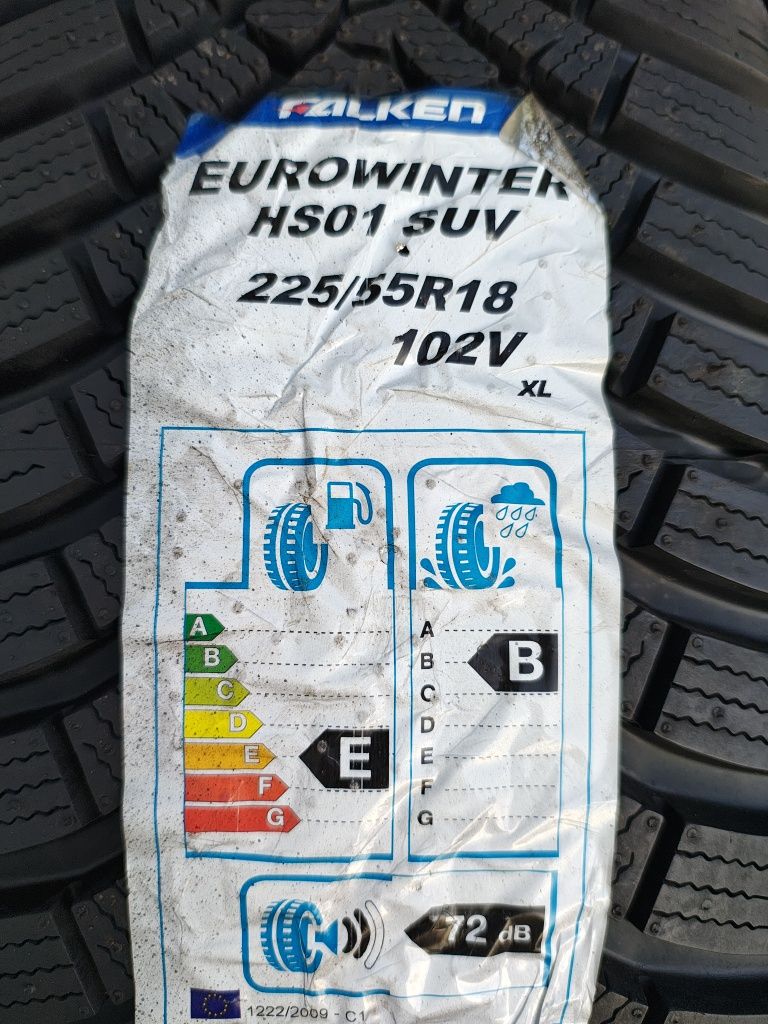 FALKEN
EUROWINTER
HS01 SUV
225/55R18
102V
XL
A
B
C
D
E
F
G
E
A
B
C
D
E
F
G
B
72 dB
1222/2009 - C1